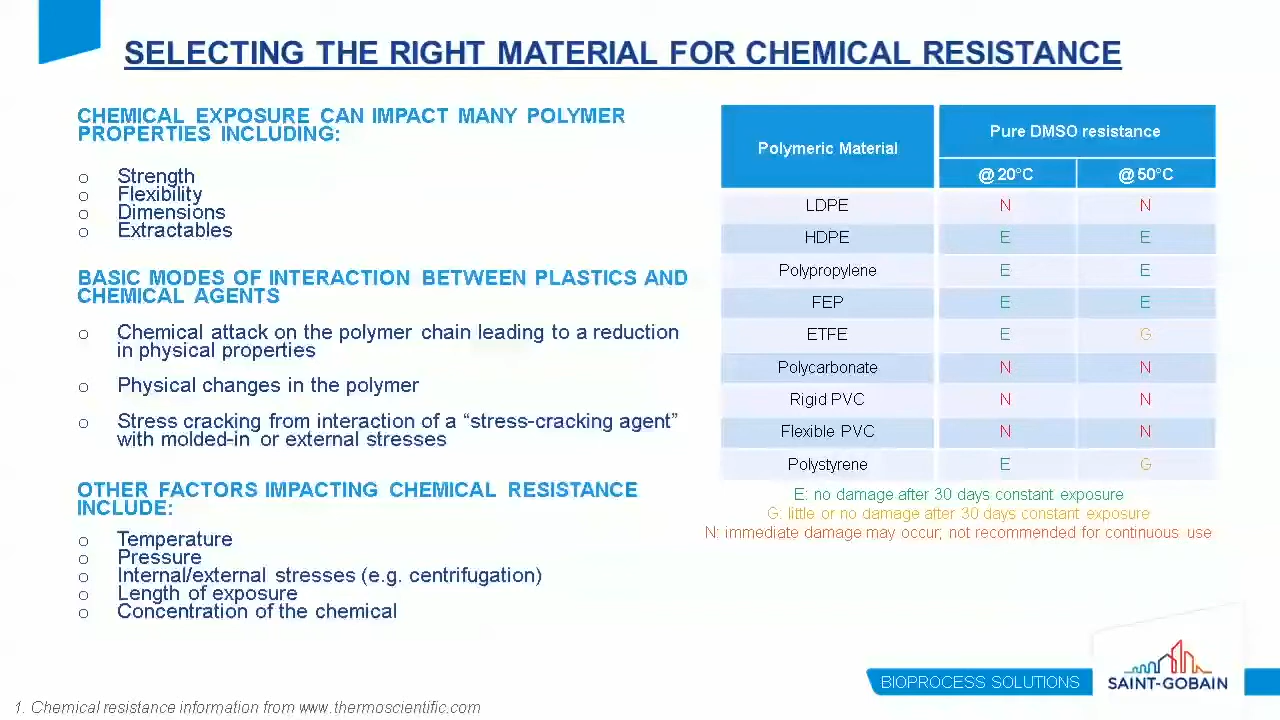 SELECTING THE RIGHT MATERIAL FOR CHEMICAL RESISTANCE
CHEMICAL EXPOSURE CAN IMPACT MANY POLYMER
PROPERTIES INCLUDING:
o Strength
o Flexibility
o Dimensions
o Extractables
BASIC MODES OF INTERACTION BETWEEN PLASTICS AND
CHEMICAL AGENTS
o Chemical attack on the polymer chain leading to a reduction
in physical properties
o Physical changes in the polymer
o Stress cracking from interaction of a “stress-cracking agent”
with molded-in or external stresses
OTHER FACTORS IMPACTING CHEMICAL RESISTANCE
INCLUDE:
o Temperature
o Pressure
o Internal/external stresses (e.g. centrifugation)
o Length of exposure
o Concentration of the chemical
Polymeric Material Pure DMSO resistance
@20°C @50°C
LDPE N N
HDPE E E
Polypropylene E E
FEP E E
ETFE E G
Polycarbonate N N
Rigid PVC N N
Flexible PVC N N
Polystyrene E G
E: no damage after 30 days constant exposure
G: little or no damage after 30 days constant exposure
N: immediate damage may occur; not recommended for continuous use
BIOPROCESS SOLUTIONS
SAINT-GOBAIN
1. Chemical resistance information from www.thermoscientific.com